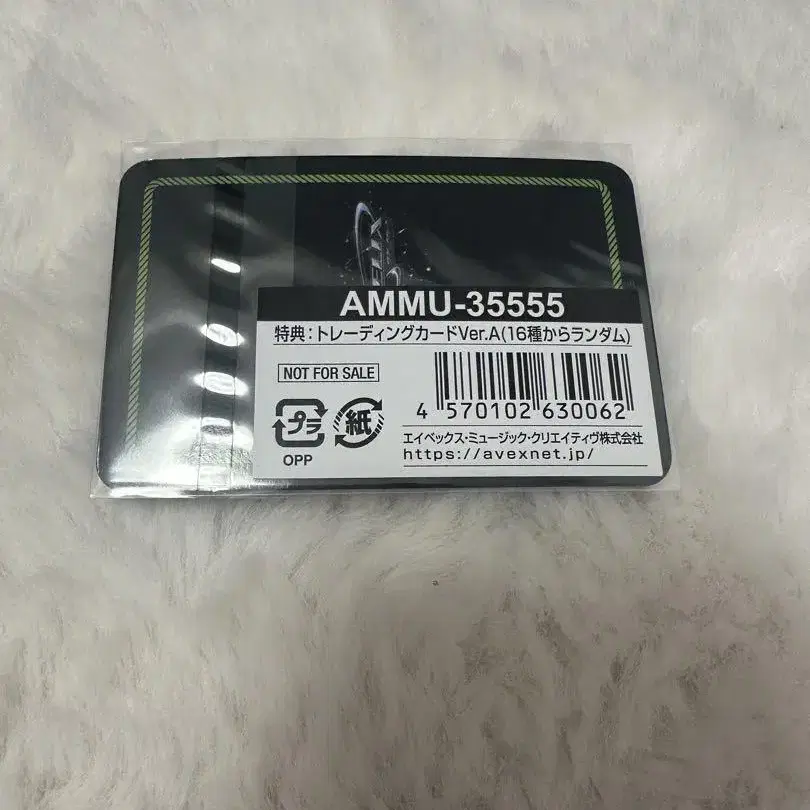 AMMU-35555
特典:トレーディングカードVer.A(16種からランダム)
NOT FOR SALE
4 570102 630062
プラ
紙
OPP
エイベックス・ミュージック・クリエイティヴ株式会社
https://avexnet.jp/